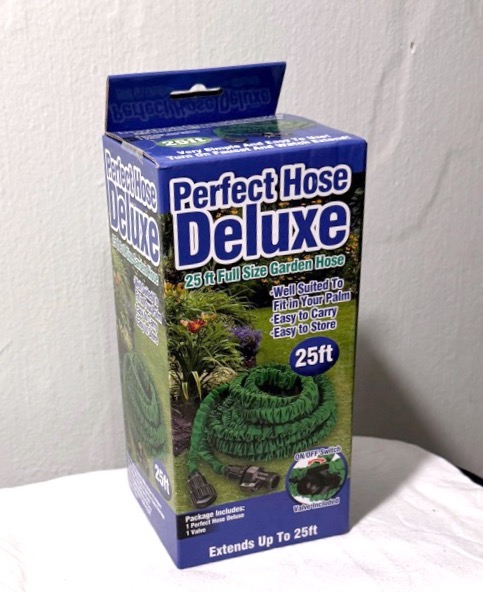 Perfect Hose Deluxe
25ft
Very Simple And Easy To Use!
Turn On Faucet And Watch Extend!
Perfect Hose
Deluxe
25 ft Full Size Garden Hose
-Well Suited To
Fit in Your Palm
-Easy to Carry
-Easy to Store
25ft
ON/OFF Switch
Valve Included
Package Includes:
1 Perfect Hose Deluxe
1 Valve
Extends Up To 25ft
Perfect Hose
Deluxe
25ft